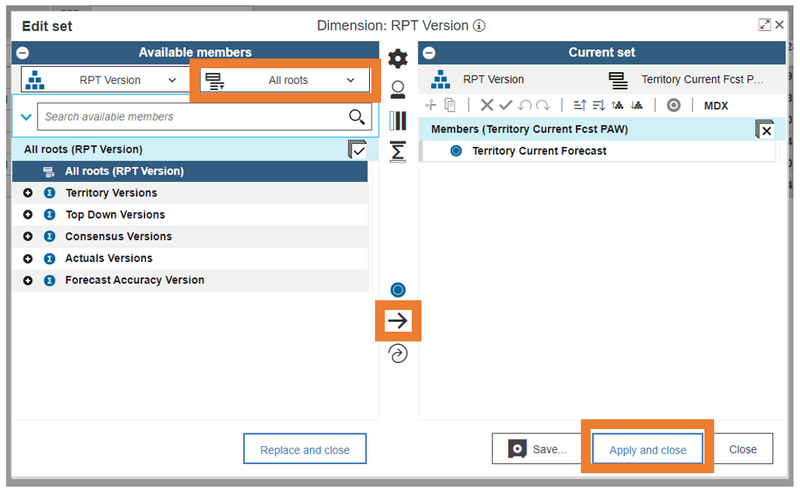 Edit set
Dimension: RPT Version
Available members
Current set
RPT Version
All roots
RPT Version
Territory Current Fcst P...
Search available members
MDX
All roots (RPT Version)
Members (Territory Current Fcst PAW)
All roots (RPT Version)
Territory Current Forecast
Territory Versions
Top Down Versions
Consensus Versions
Actuals Versions
Forecast Accuracy Version
Replace and close
Save...
Apply and close
Close